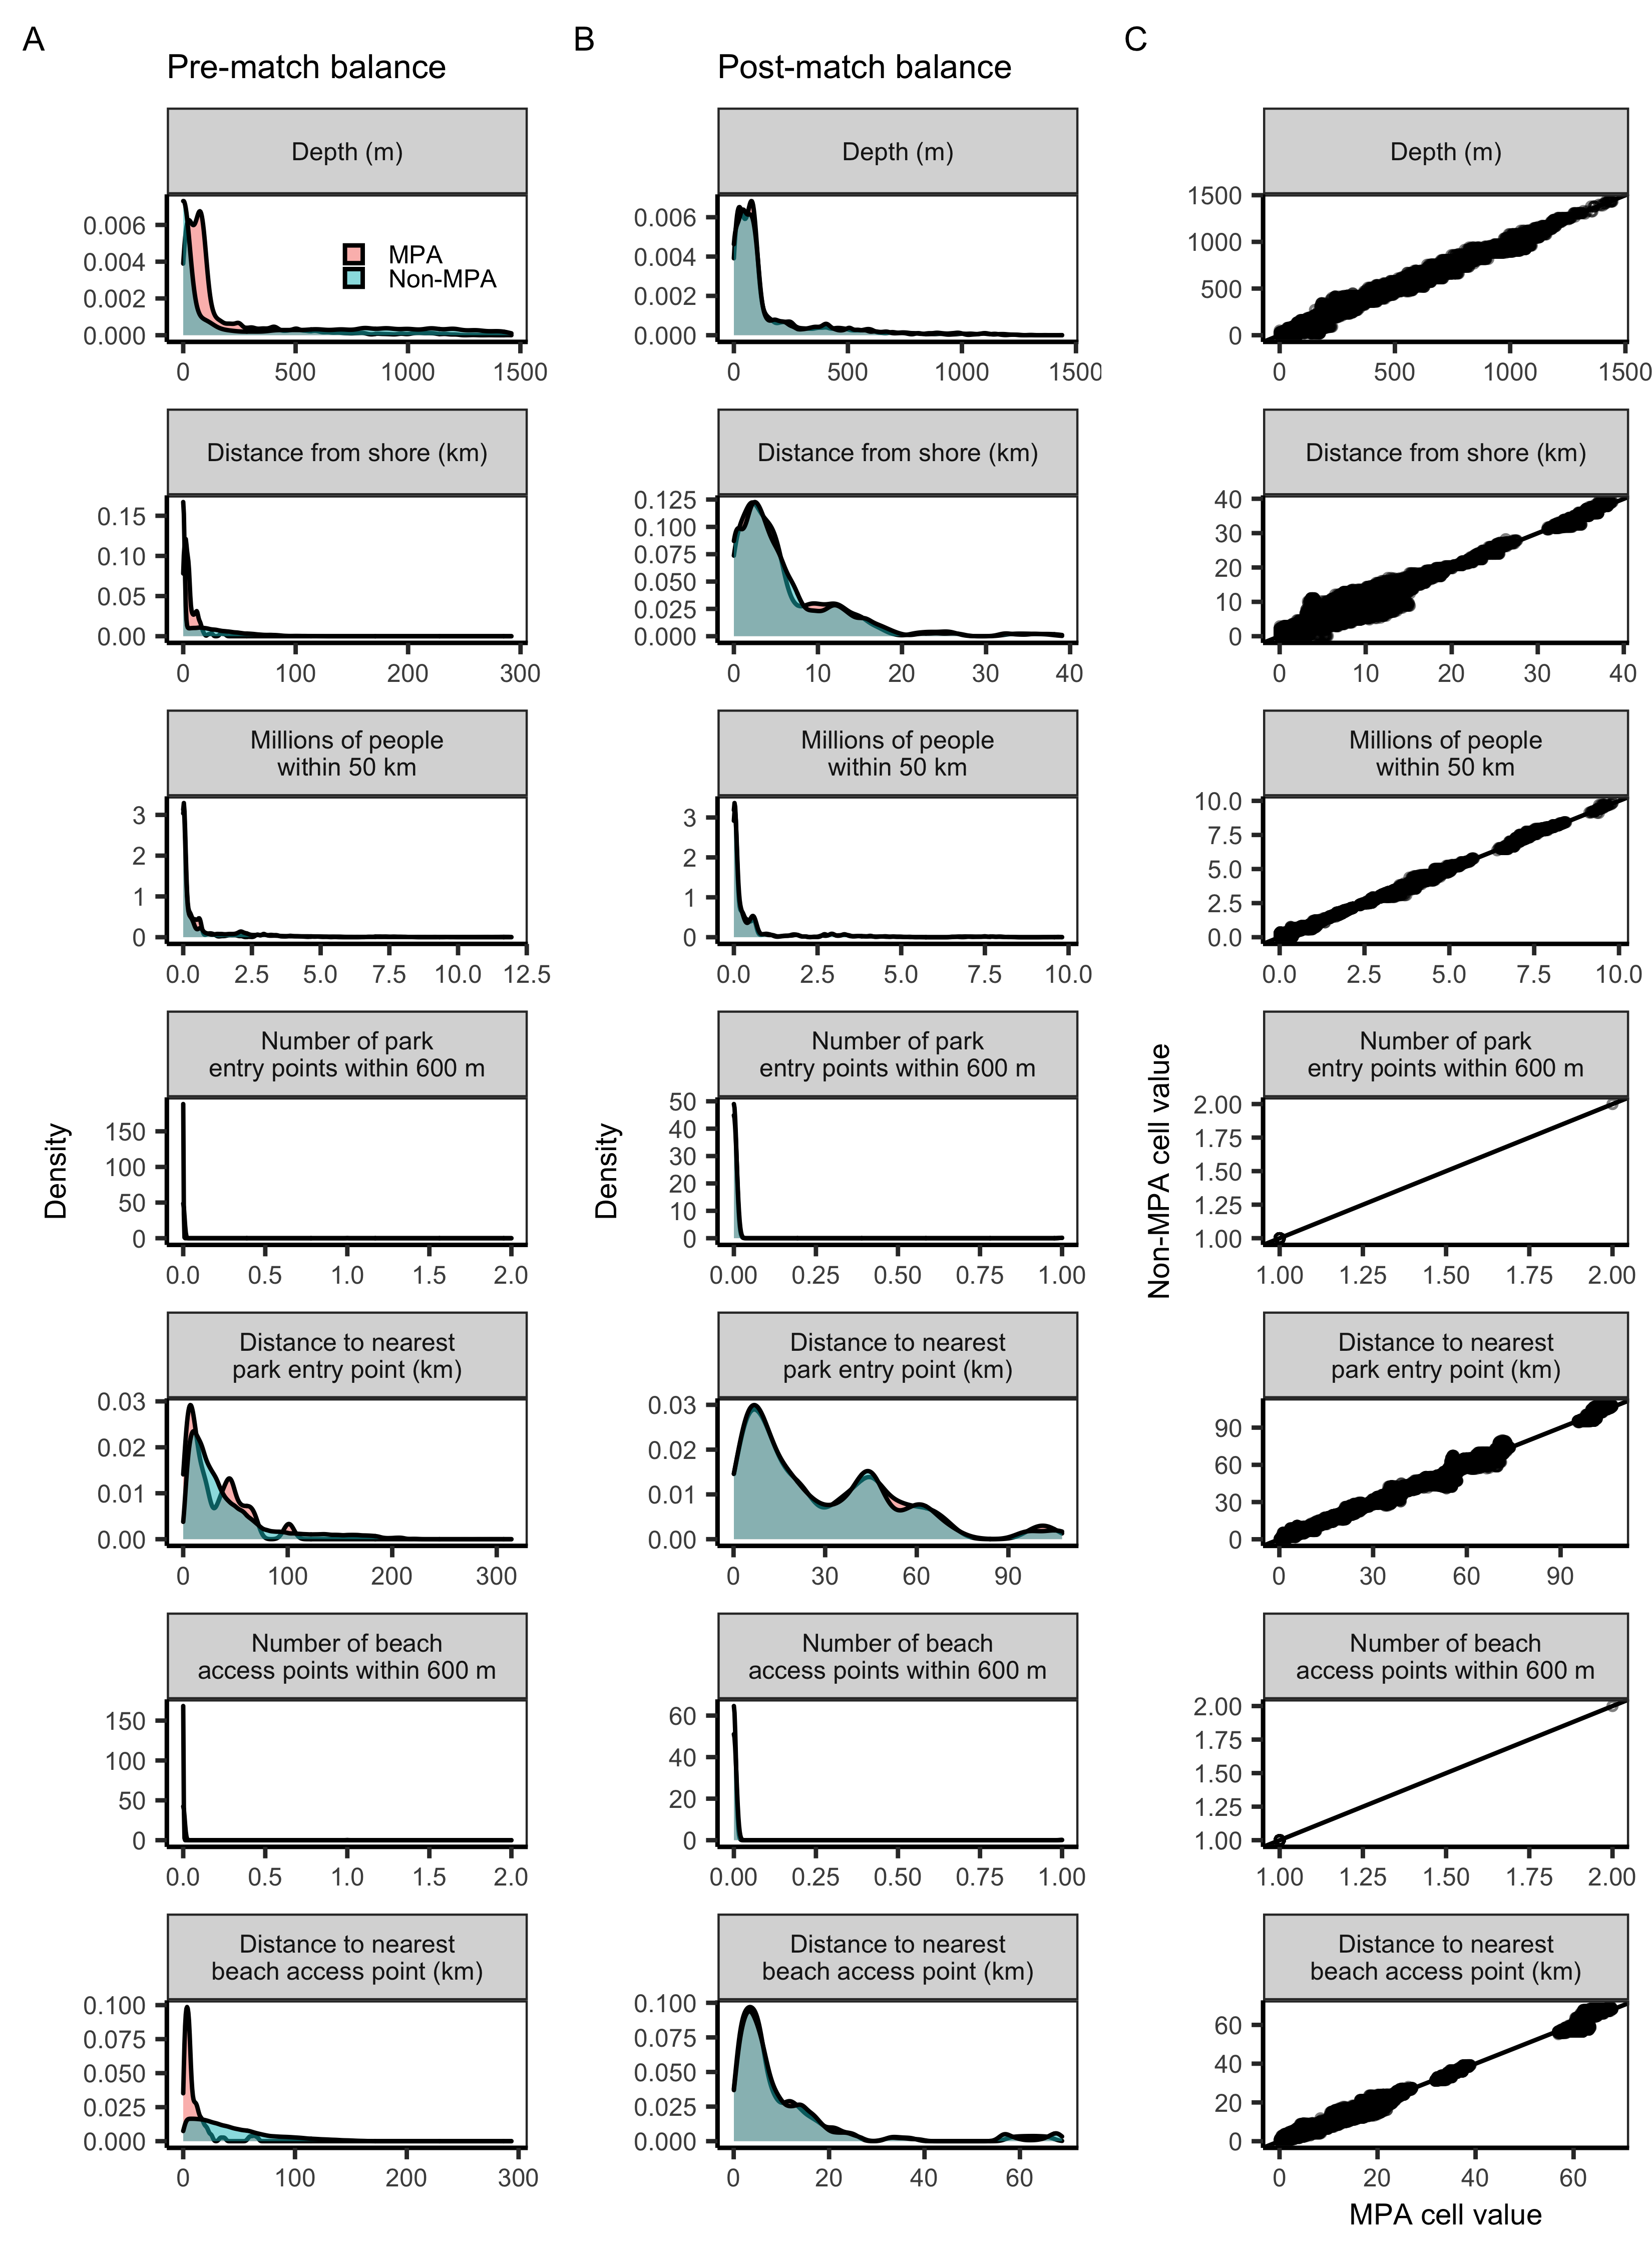 A
B
C
Pre-match balance
Post-match balance
Depth (m)
Depth (m)
Depth (m)
0.006
0.004
0.002
0.000
MPA
Non-MPA
0 500 1000 1500
0.006
0.004
0.002
0.000
0 500 1000 1500
1500
1000
500
0
0 500 1000 1500
Distance from shore (km)
Distance from shore (km)
Distance from shore (km)
0.15
0.10
0.05
0.00
0 100 200 300
0.125
0.100
0.075
0.050
0.025
0.000
0 10 20 30 40
40
30
20
10
0
0 10 20 30 40
Millions of people
within 50 km
Millions of people
within 50 km
Millions of people
within 50 km
3
2
1
0
0.0 2.5 5.0 7.5 10.0 12.5
3
2
1
0
0.0 2.5 5.0 7.5 10.0
10.0
7.5
5.0
2.5
0.0
0.0 2.5 5.0 7.5 10.0
Number of park
entry points within 600 m
Number of park
entry points within 600 m
Number of park
entry points within 600 m
Density
150
100
50
0
0.0 0.5 1.0 1.5 2.0
Density
50
40
30
20
10
0
0.00 0.25 0.50 0.75 1.00
Non-MPA cell value
2.00
1.75
1.50
1.25
1.00
1.00 1.25 1.50 1.75 2.00
Distance to nearest
park entry point (km)
Distance to nearest
park entry point (km)
Distance to nearest
park entry point (km)
0.03
0.02
0.01
0.00
0 100 200 300
0.03
0.02
0.01
0.00
0 30 60 90
90
60
30
0
0 30 60 90
Number of beach
access points within 600 m
Number of beach
access points within 600 m
Number of beach
access points within 600 m
150
100
50
0
0.0 0.5 1.0 1.5 2.0
60
40
20
0
0.00 0.25 0.50 0.75 1.00
2.00
1.75
1.50
1.25
1.00
1.00 1.25 1.50 1.75 2.00
Distance to nearest
beach access point (km)
Distance to nearest
beach access point (km)
Distance to nearest
beach access point (km)
0.100
0.075
0.050
0.025
0.000
0 100 200 300
0.100
0.075
0.050
0.025
0.000
0 20 40 60
60
40
20
0
0 20 40 60
MPA cell value